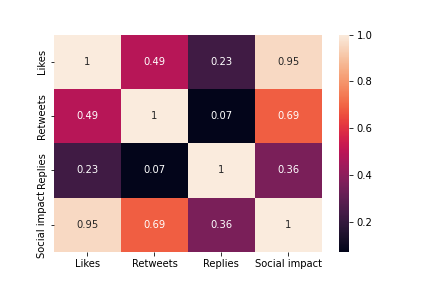 Likes 1 0.49 0.23 0.95
Retweets 0.49 1 0.07 0.69
Replies 0.23 0.07 1 0.36
Social impact 0.95 0.69 0.36 1
Likes Retweets Replies Social impact
1.0
0.8
0.6
0.4
0.2